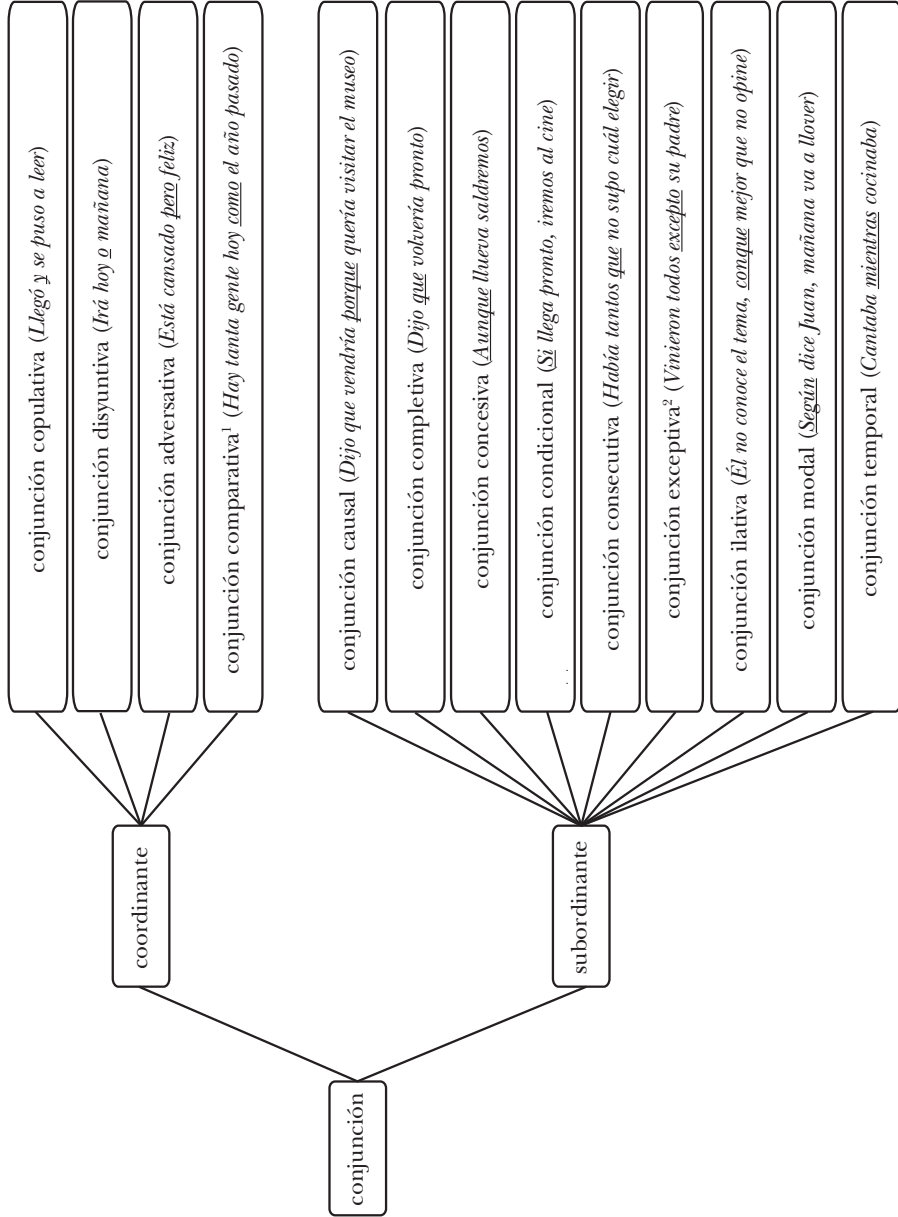 conjunción
coordinante
conjunción copulativa (Llegó y se puso a leer)
conjunción disyuntiva (Irá hoy o mañana)
conjunción adversativa (Está cansado pero feliz)
conjunción comparativa¹ (Hay tanta gente hoy como el año pasado)
subordinante
conjunción causal (Dijo que vendría porque quería visitar el museo)
conjunción completiva (Dijo que volvería pronto)
conjunción concesiva (Aunque llueva saldremos)
conjunción condicional (Si llega pronto, iremos al cine)
conjunción consecutiva (Había tantos que no supo cuál elegir)
conjunción exceptiva² (Vinieron todos excepto su padre)
conjunción ilativa (Él no conoce el tema, conque mejor que no opine)
conjunción modal (Según dice Juan, mañana va a llover)
conjunción temporal (Cantaba mientras cocinaba)